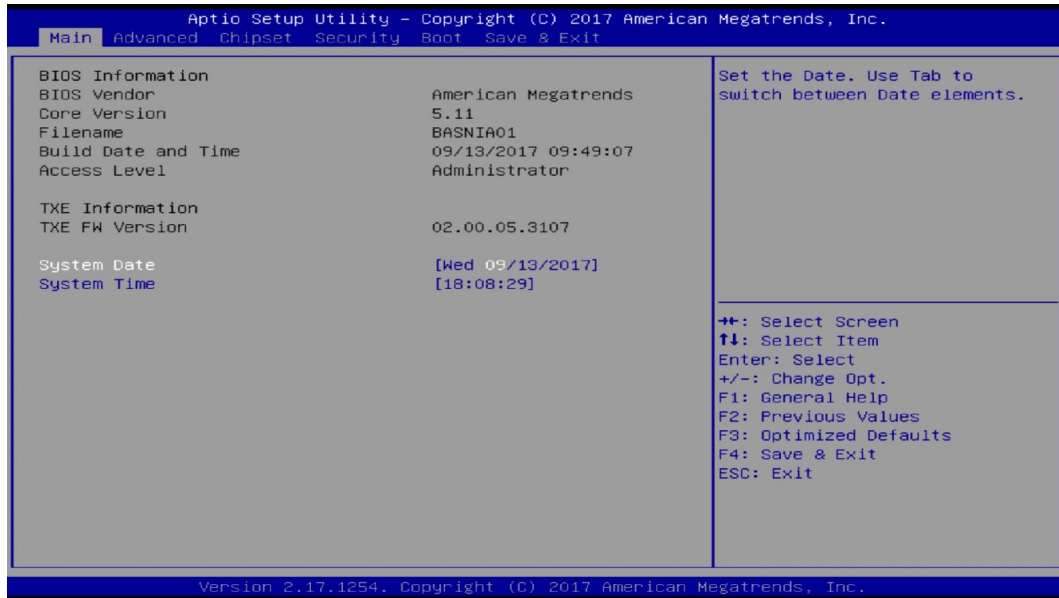 Aptio Setup Utility – Copyright (C) 2017 American Megatrends, Inc.
Main Advanced Chipset Security Boot Save & Exit
BIOS Information
BIOS Vendor American Megatrends
Core Version 5.11
Filename BASNIA01
Build Date and Time 09/13/2017 09:49:07
Access Level Administrator
TXE Information
TXE FW Version 02.00.05.3107
System Date [Wed 09/13/2017]
System Time [18:08:29]
Set the Date. Use Tab to
switch between Date elements.
→←: Select Screen
↑↓: Select Item
Enter: Select
+/-: Change Opt.
F1: General Help
F2: Previous Values
F3: Optimized Defaults
F4: Save & Exit
ESC: Exit
Version 2.17.1254. Copyright (C) 2017 American Megatrends, Inc.